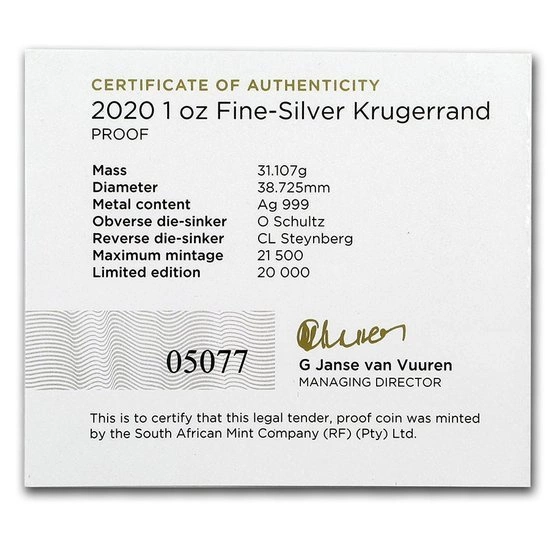 CERTIFICATE OF AUTHENTICITY
2020 1 oz Fine-Silver Krugerrand
PROOF
Mass 31.107g
Diameter 38.725mm
Metal content Ag 999
Obverse die-sinker O Schultz
Reverse die-sinker CL Steynberg
Maximum mintage 21 500
Limited edition 20 000
05077
G Janse van Vuuren
MANAGING DIRECTOR
This is to certify that this legal tender, proof coin was minted
by the South African Mint Company (RF) (Pty) Ltd.